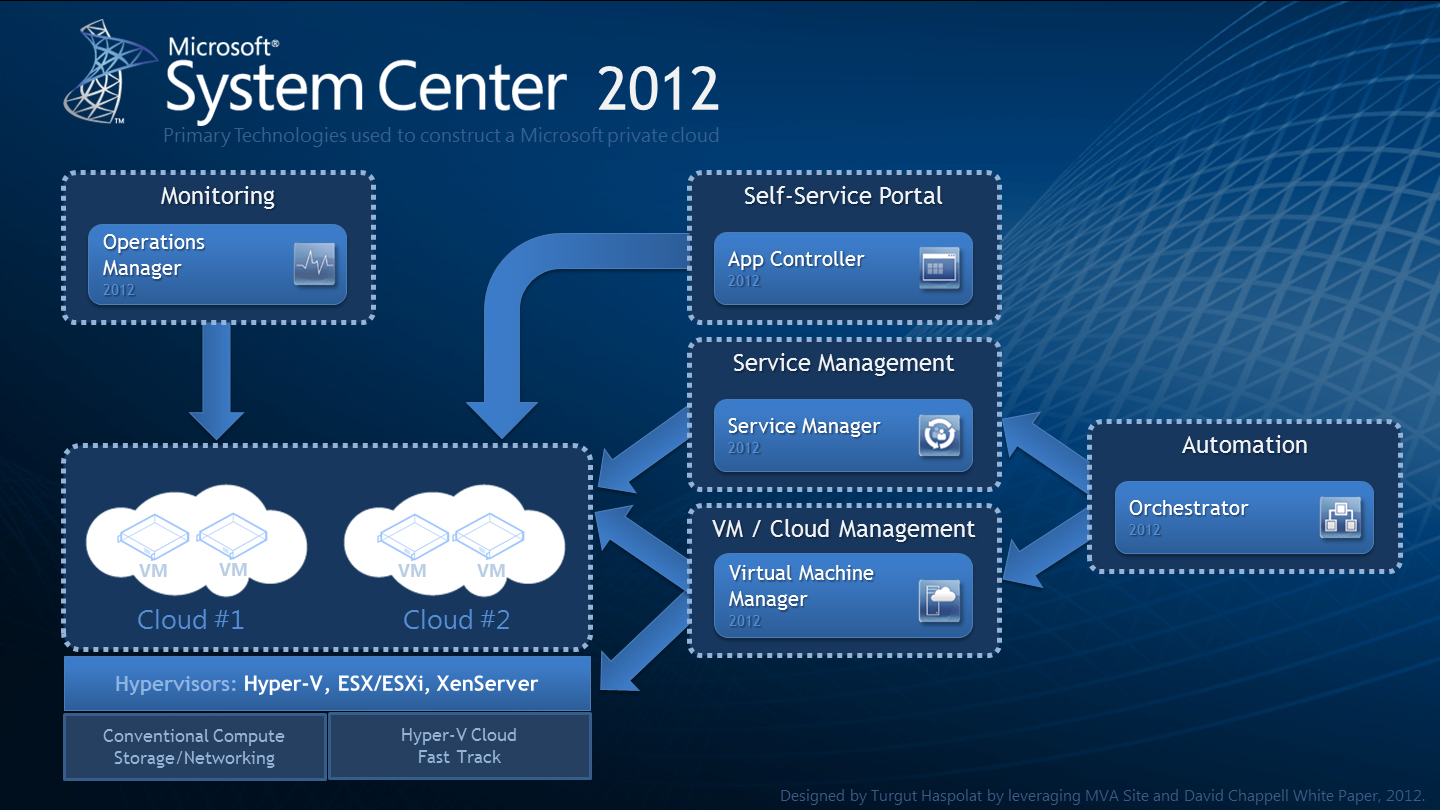 Microsoft®
System Center 2012
TM
Primary Technologies used to construct a Microsoft private cloud
Monitoring
Operations
Manager
2012
Self-Service Portal
App Controller
2012
Service Management
Service Manager
2012
Automation
Orchestrator
2012
VM / Cloud Management
Virtual Machine
Manager
2012
VM VM
VM VM
Cloud #1
Cloud #2
Hypervisors: Hyper-V, ESX/ESXi, XenServer
Conventional Compute
Storage/Networking
Hyper-V Cloud
Fast Track
Designed by Turgut Haspolat by leveraging MVA Site and David Chappell White Paper, 2012.